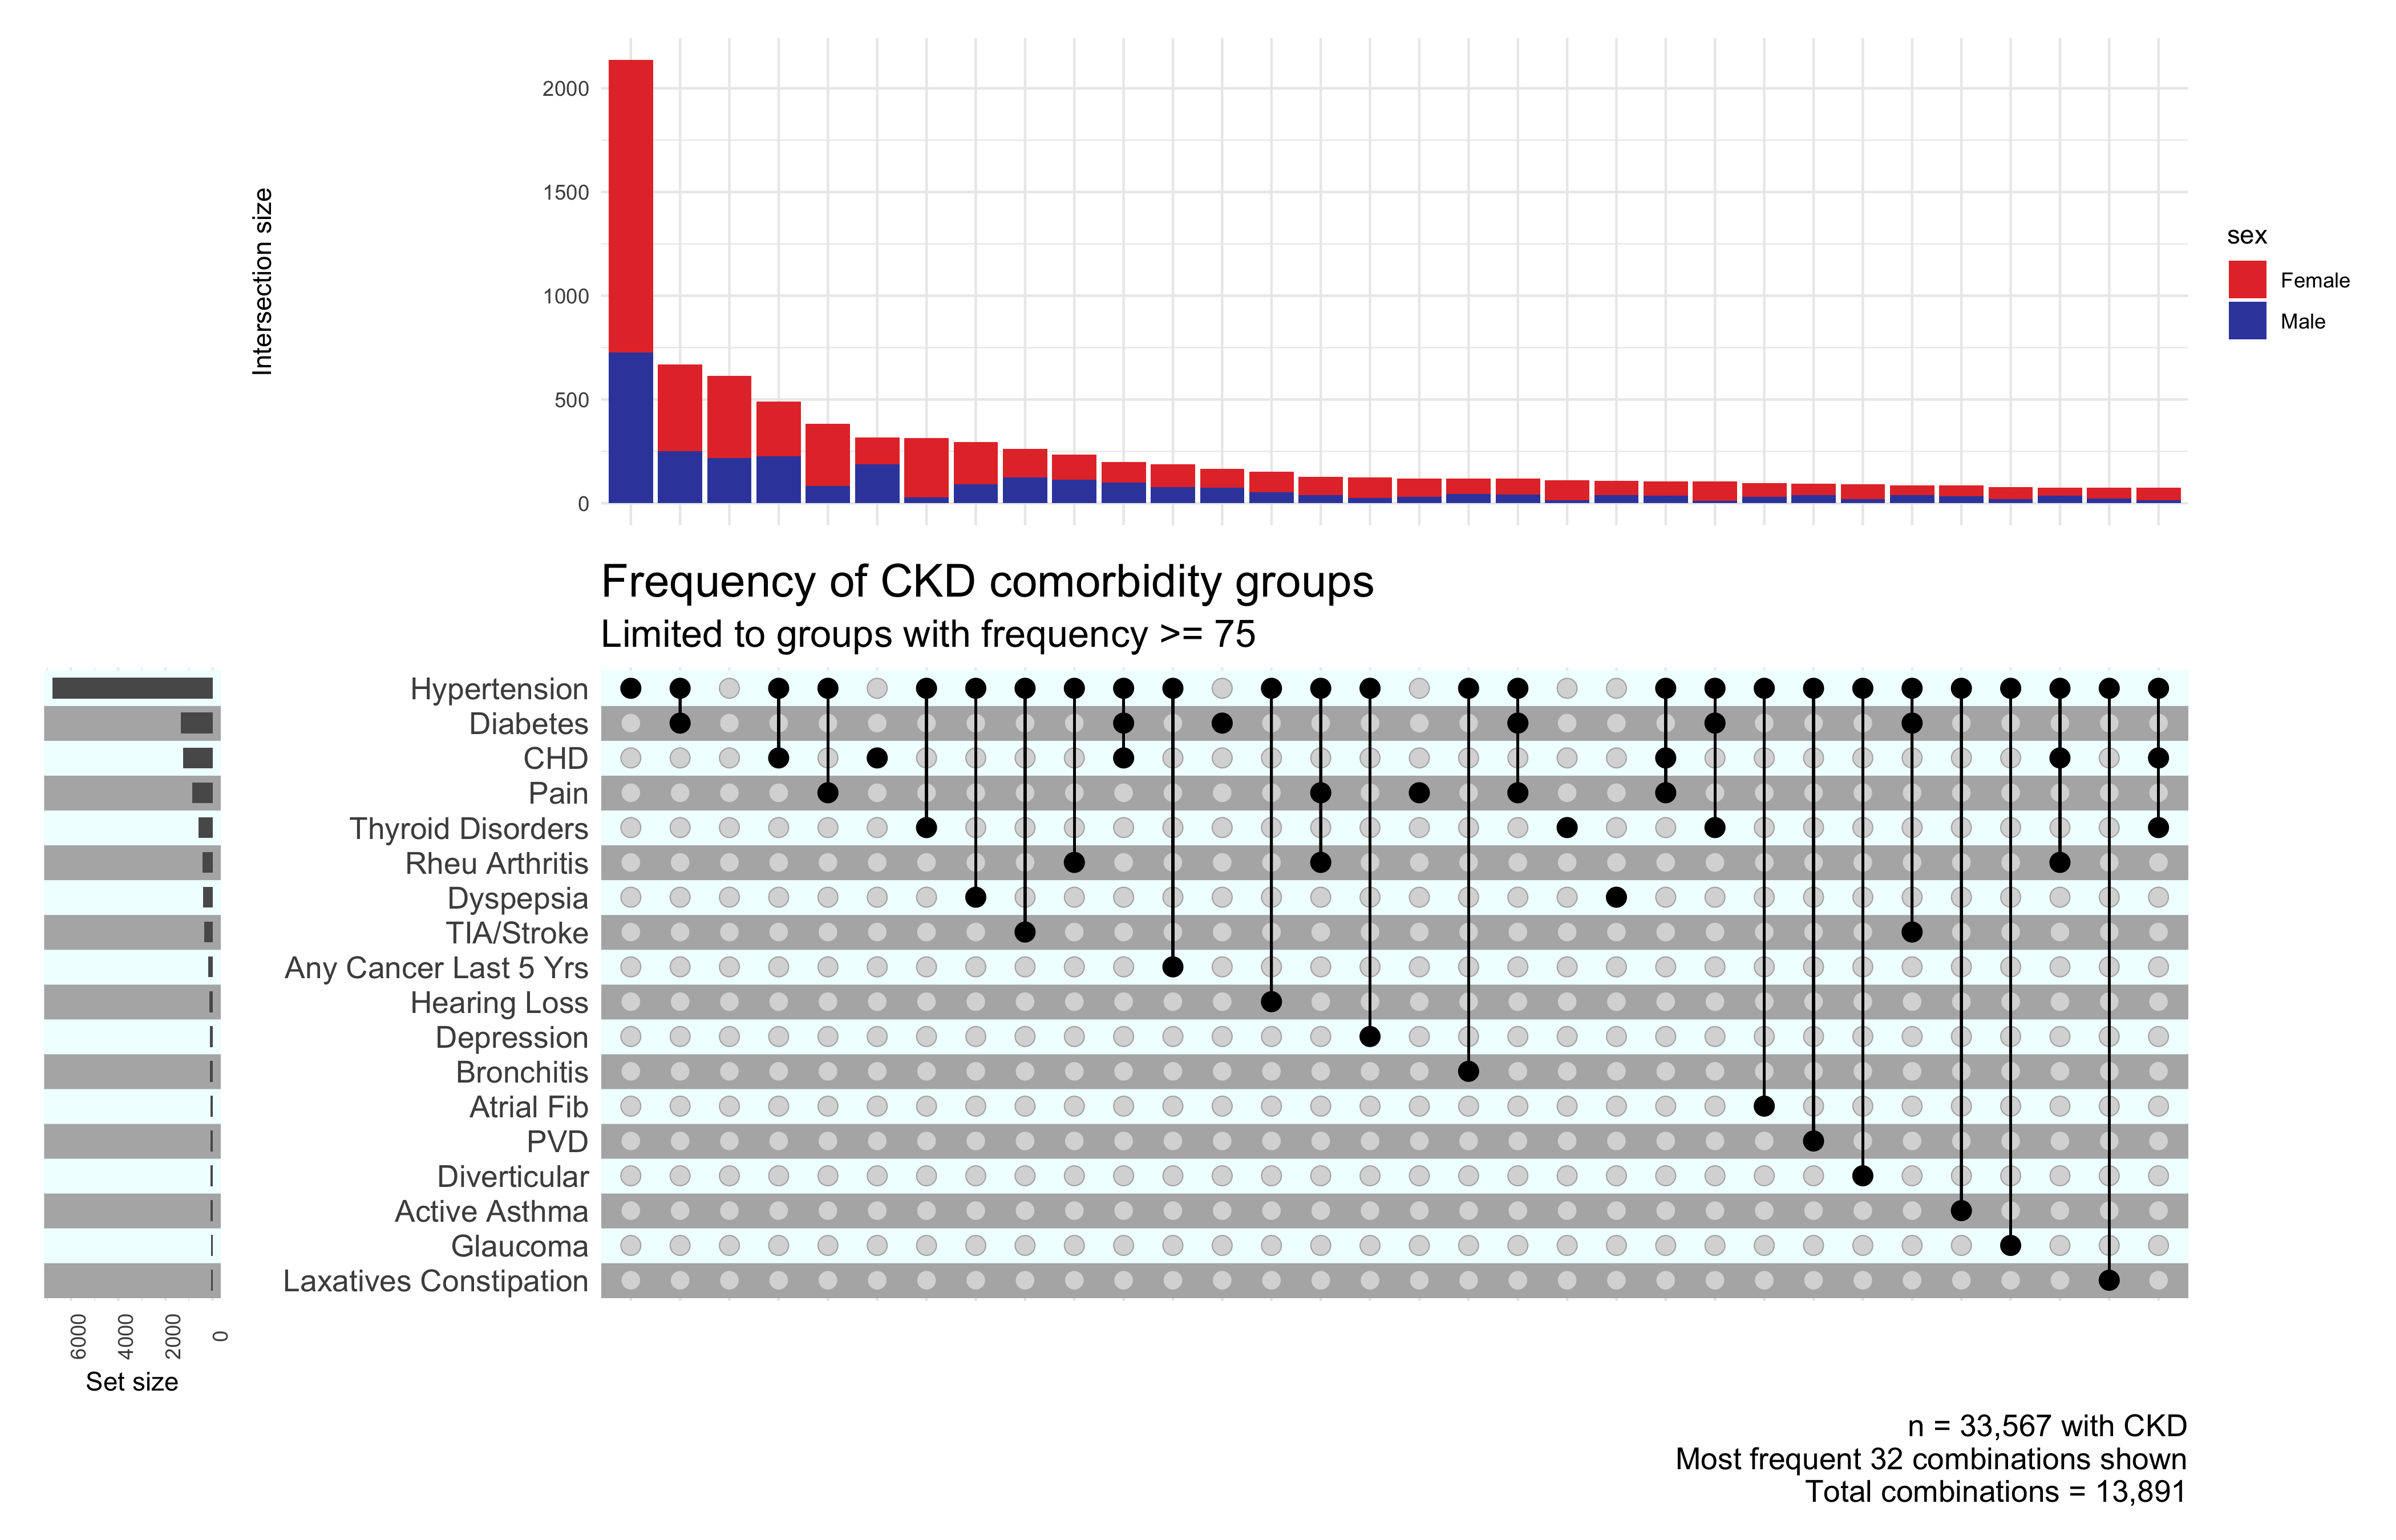 2000
1500
1000
500
0
Intersection size
sex
Female
Male
Frequency of CKD comorbidity groups
Limited to groups with frequency >= 75
Hypertension
Diabetes
CHD
Pain
Thyroid Disorders
Rheu Arthritis
Dyspepsia
TIA/Stroke
Any Cancer Last 5 Yrs
Hearing Loss
Depression
Bronchitis
Atrial Fib
PVD
Diverticular
Active Asthma
Glaucoma
Laxatives Constipation
6000
4000
2000
0
Set size
n = 33,567 with CKD
Most frequent 32 combinations shown
Total combinations = 13,891